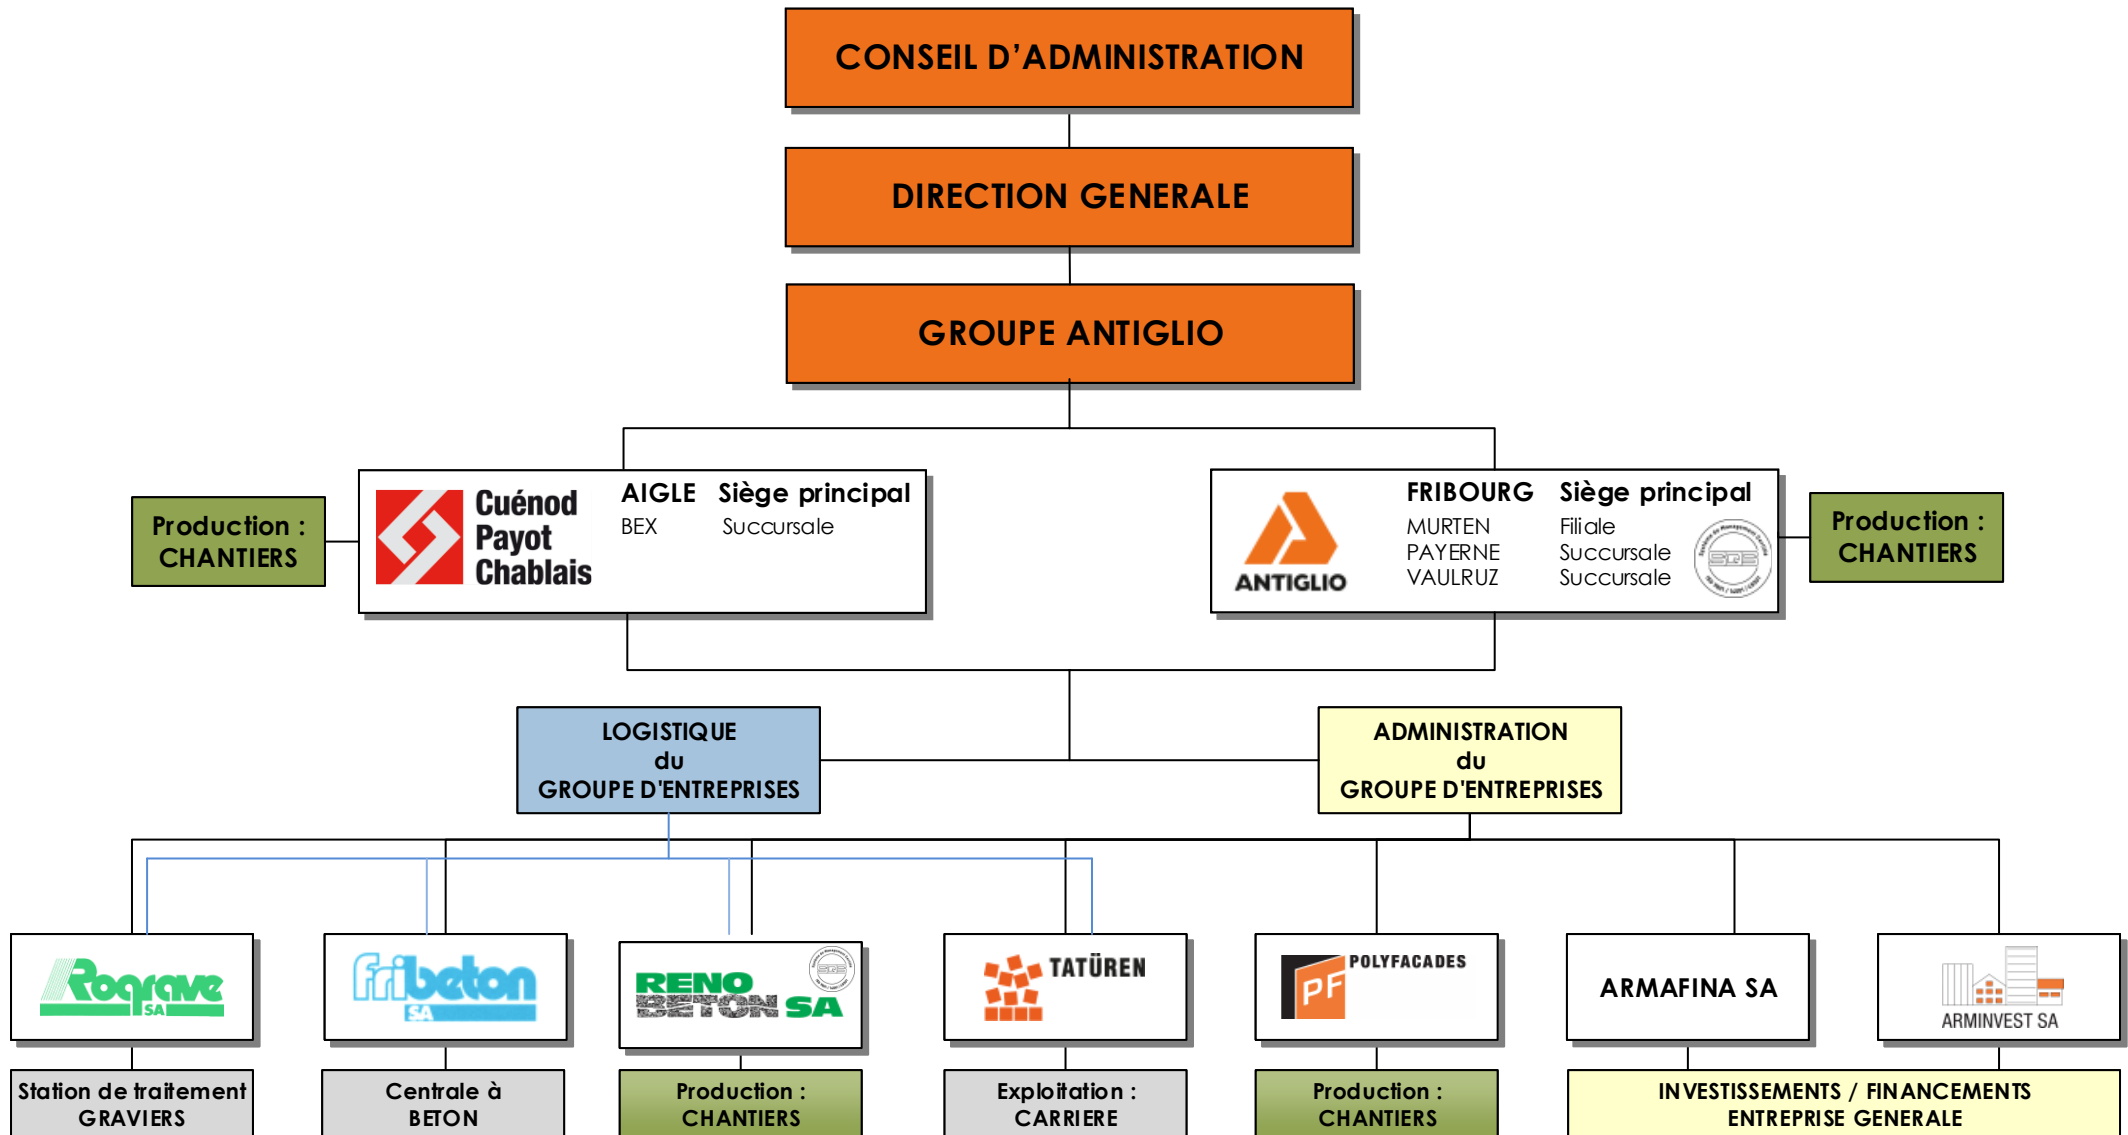 CONSEIL D’ADMINISTRATION
DIRECTION GENERALE
GROUPE ANTIGLIO
Production :
CHANTIERS
Cuénod
Payot
Chablais
AIGLE Siège principal
BEX Succursale
ANTIGLIO
FRIBOURG Siège principal
MURTEN Filiale
PAYERNE Succursale
VAULRUZ Succursale
SGS
Production :
CHANTIERS
LOGISTIQUE
du
GROUPE D'ENTREPRISES
ADMINISTRATION
du
GROUPE D'ENTREPRISES
Rograve
SA
fribeton
SA
RENO
BETON SA
SGS
TATÜREN
PF
POLYFACADES
ARMAFINA SA
ARMINVEST SA
Station de traitement
GRAVIERS
Centrale à
BETON
Production :
CHANTIERS
Exploitation :
CARRIERE
Production :
CHANTIERS
INVESTISSEMENTS / FINANCEMENTS
ENTREPRISE GENERALE